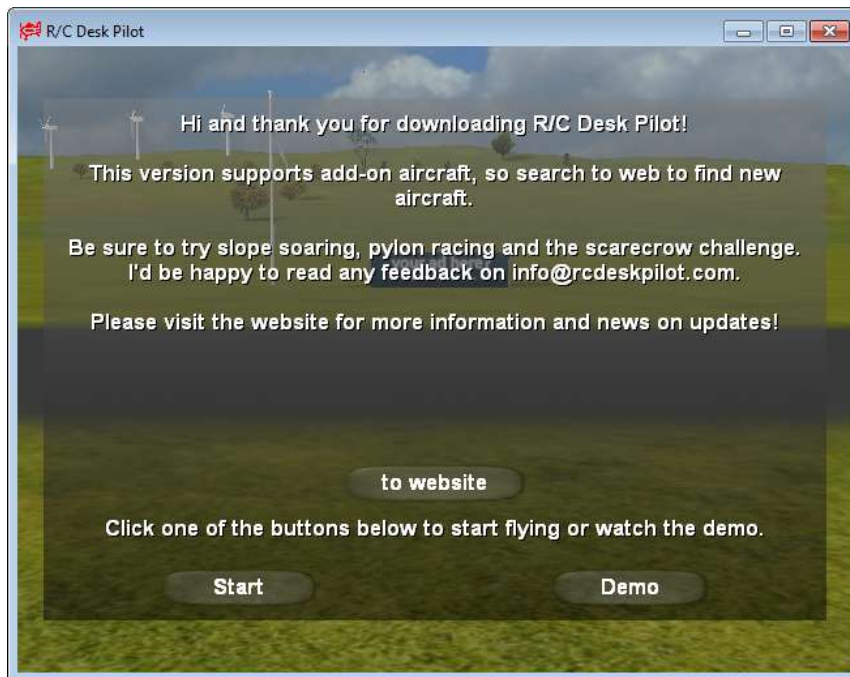 R/C Desk Pilot
Hi and thank you for downloading R/C Desk Pilot!
This version supports add-on aircraft, so search to web to find new
aircraft.
Be sure to try slope soaring, pylon racing and the scarecrow challenge.
your ad here?
I'd be happy to read any feedback on info@rcdeskpilot.com.
Please visit the website for more information and news on updates!
to website
Click one of the buttons below to start flying or watch the demo.
Start
Demo